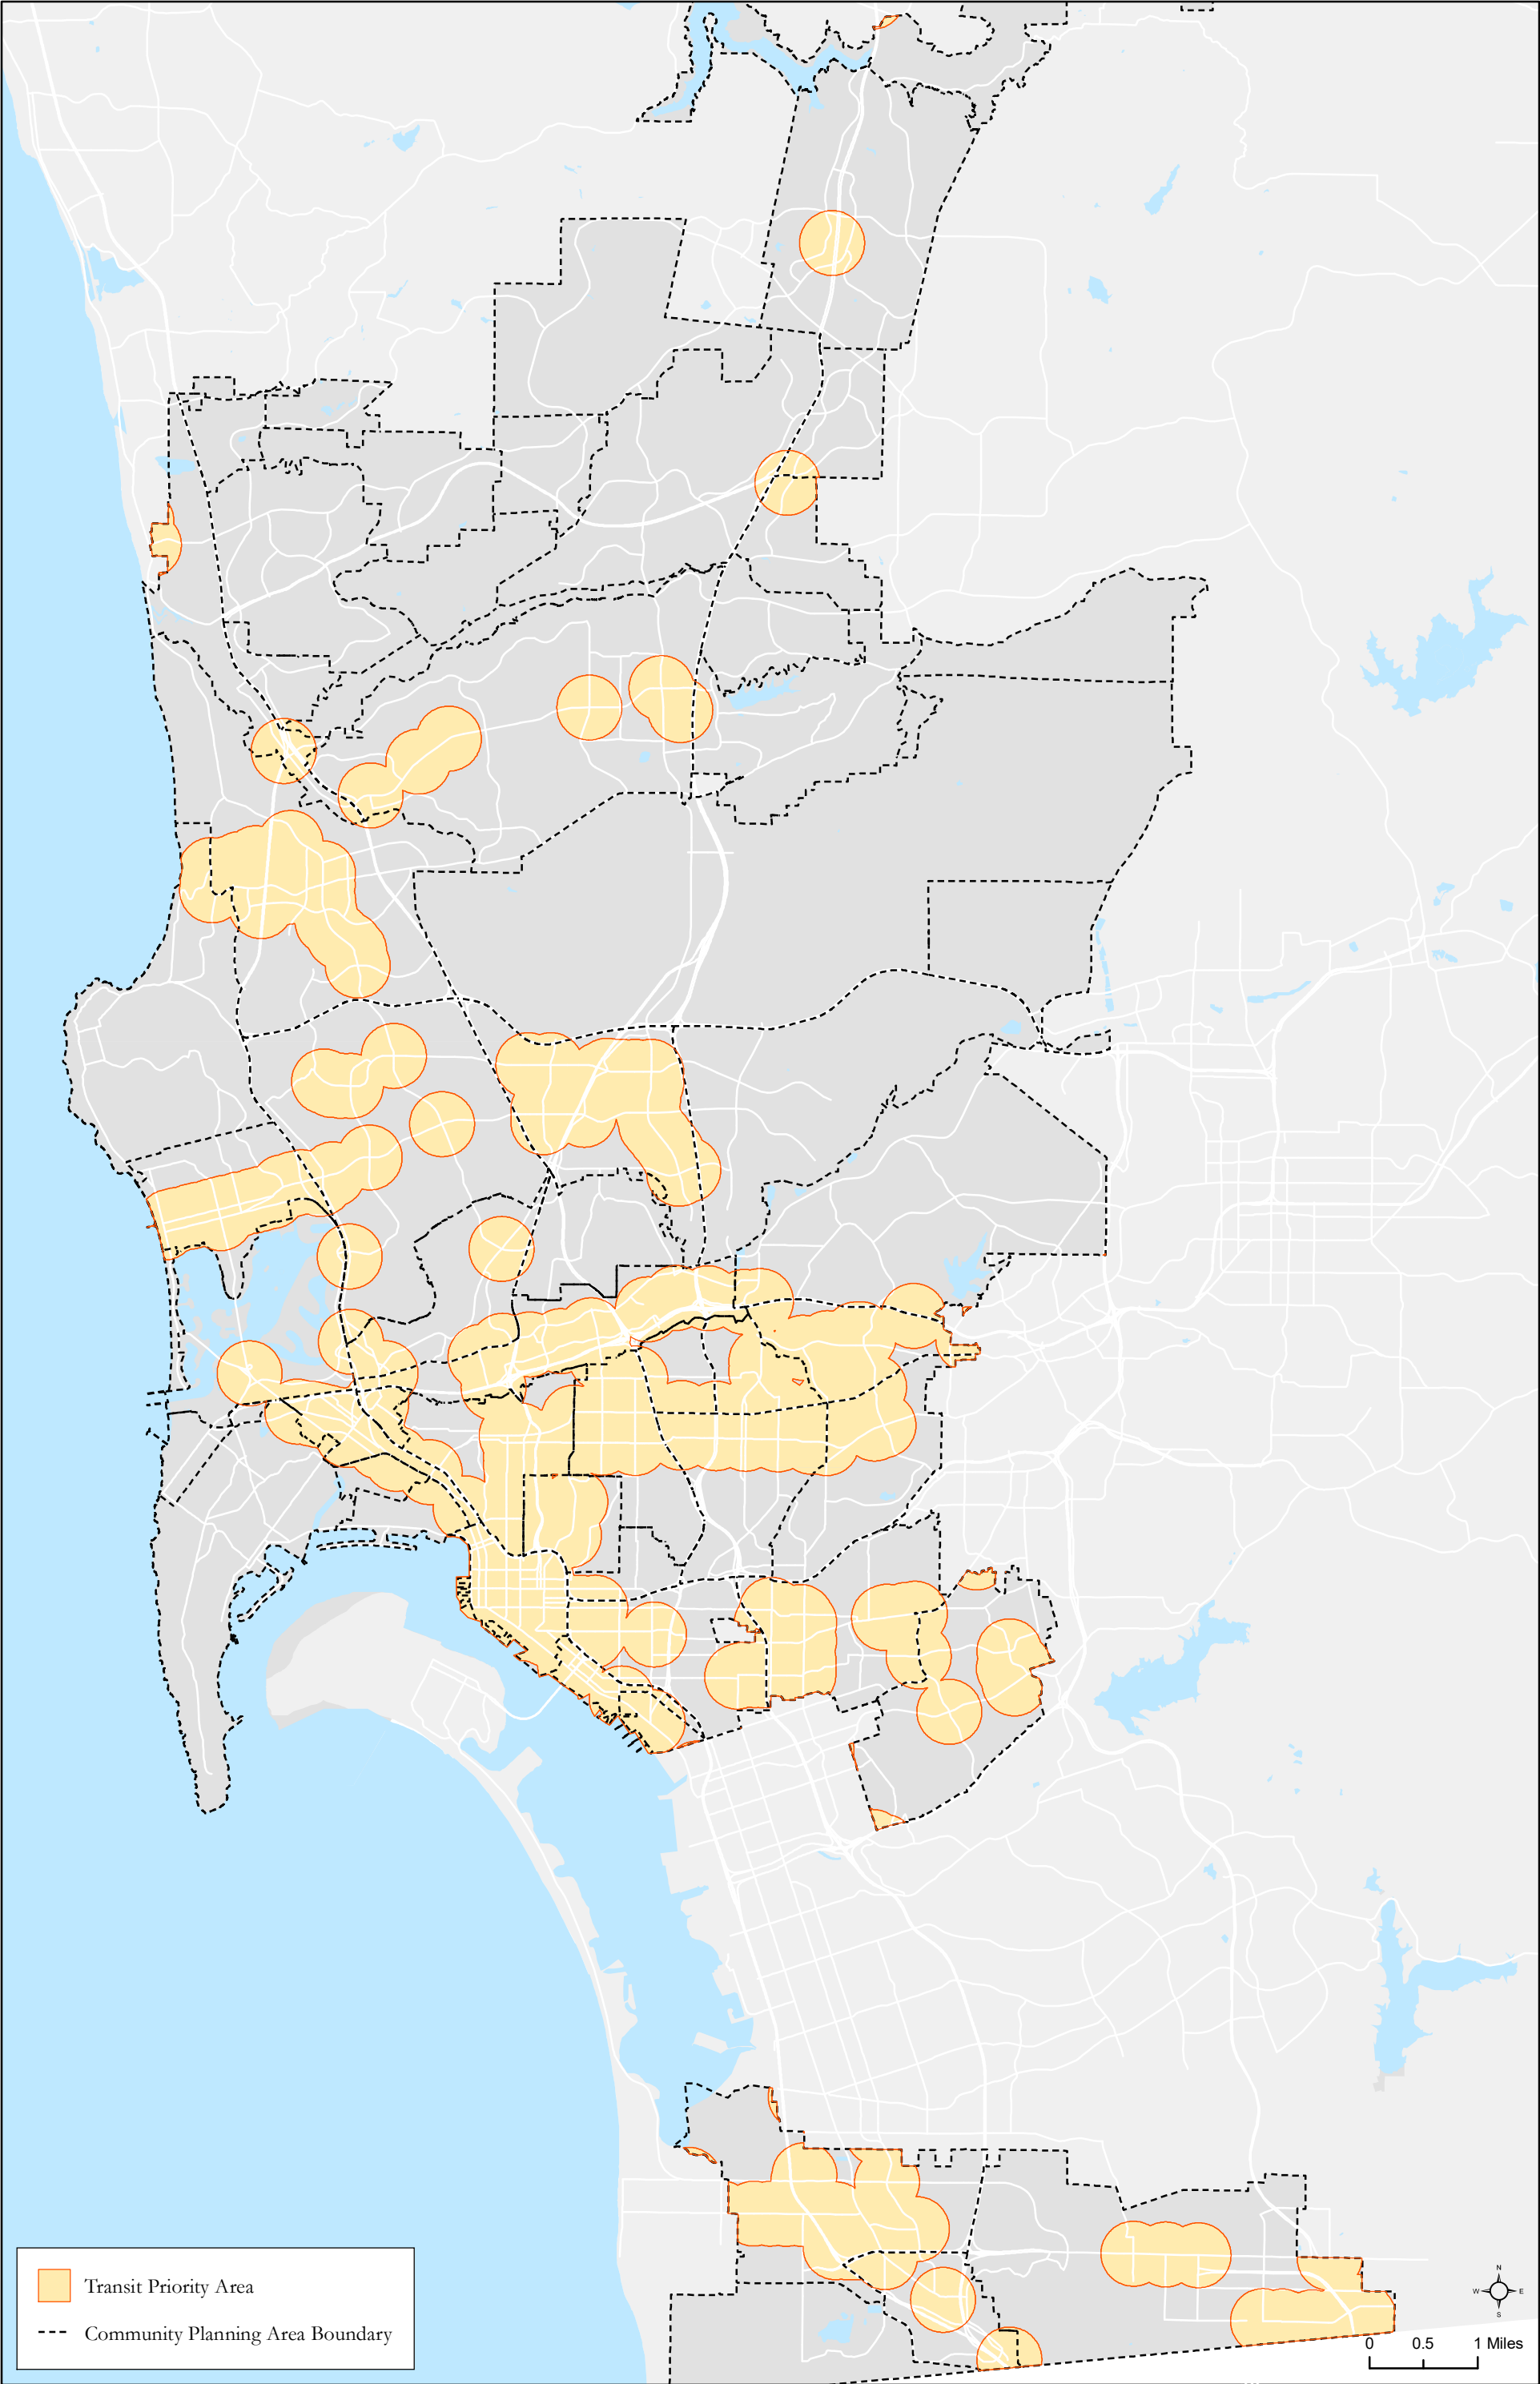 Transit Priority Area
Community Planning Area Boundary
N
W E
S
0 0.5 1 Miles